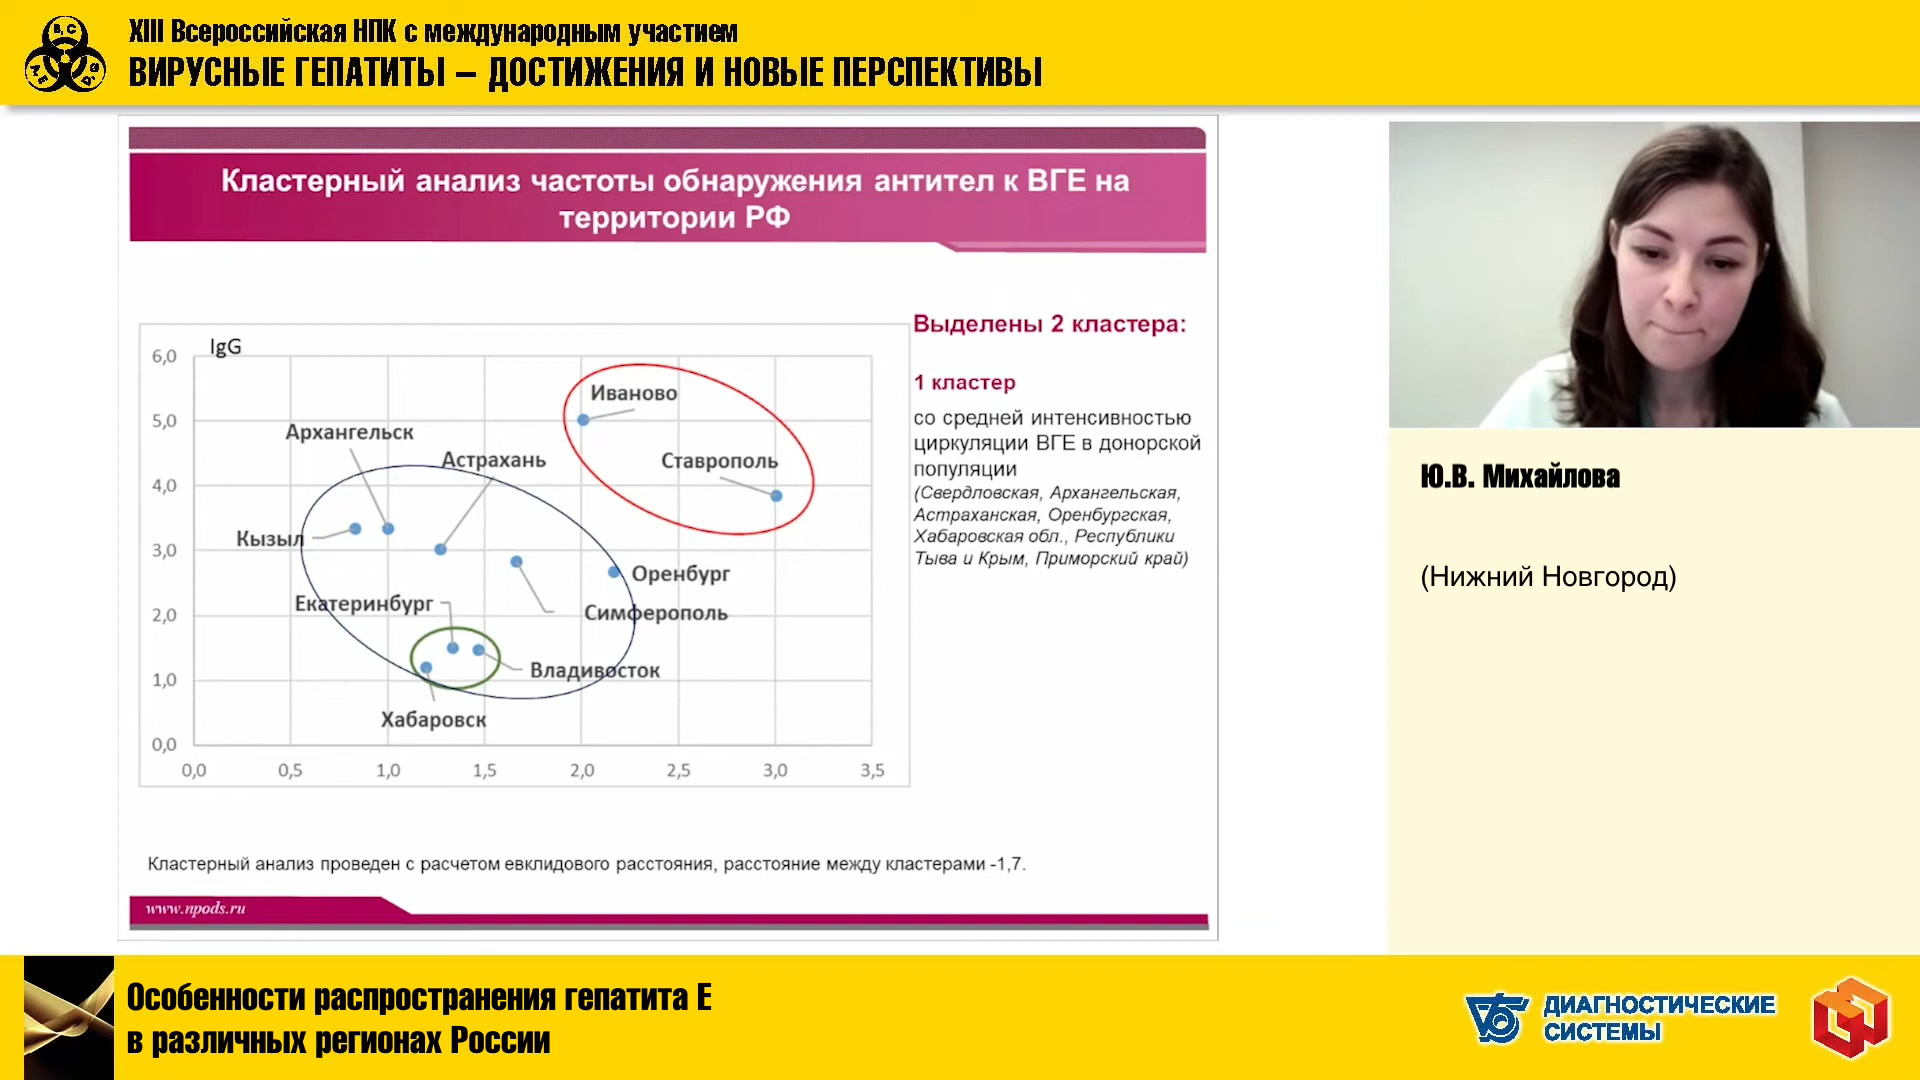 XIII Всероссийская НПК с международным участием
ВИРУСНЫЕ ГЕПАТИТЫ – ДОСТИЖЕНИЯ И НОВЫЕ ПЕРСПЕКТИВЫ
Кластерный анализ частоты обнаружения антител к ВГЕ на
территории РФ
IgG
6,0
5,0
4,0
3,0
2,0
1,0
0,0
0,0 0,5 1,0 1,5 2,0 2,5 3,0 3,5
Иваново
Архангельск
Астрахань
Ставрополь
Кызыл
Оренбург
Екатеринбург
Симферополь
Владивосток
Хабаровск
Выделены 2 кластера:
1 кластер
со средней интенсивностью
циркуляции ВГЕ в донорской
популяции
(Свердловская, Архангельская,
Астраханская, Оренбургская,
Хабаровская обл., Республики
Тыва и Крым, Приморский край)
Кластерный анализ проведен с расчетом евклидового расстояния, расстояние между кластерами -1,7.
www.npods.ru
Ю.В. Михайлова
(Нижний Новгород)
Особенности распространения гепатита Е
в различных регионах России
ДИАГНОСТИЧЕСКИЕ
СИСТЕМЫ